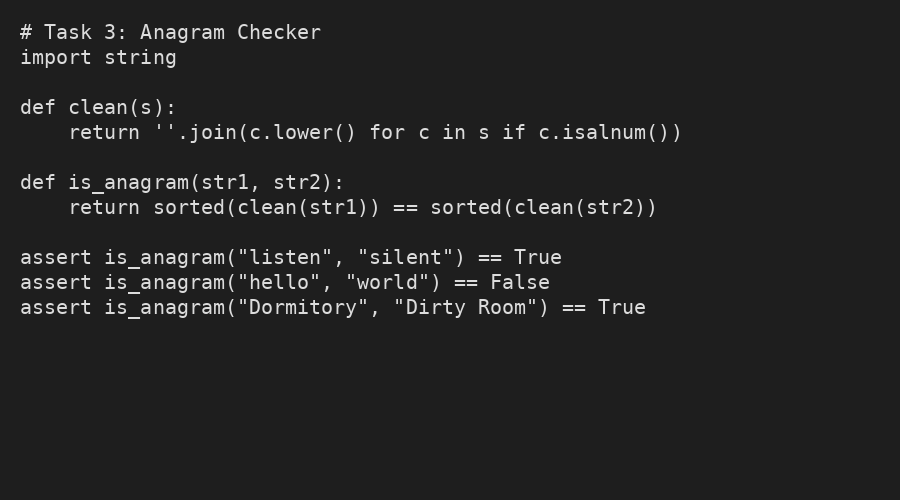 # Task 3: Anagram Checker
import string

def clean(s):
    return ''.join(c.lower() for c in s if c.isalnum())

def is_anagram(str1, str2):
    return sorted(clean(str1)) == sorted(clean(str2))

assert is_anagram("listen", "silent") == True
assert is_anagram("hello", "world") == False
assert is_anagram("Dormitory", "Dirty Room") == True